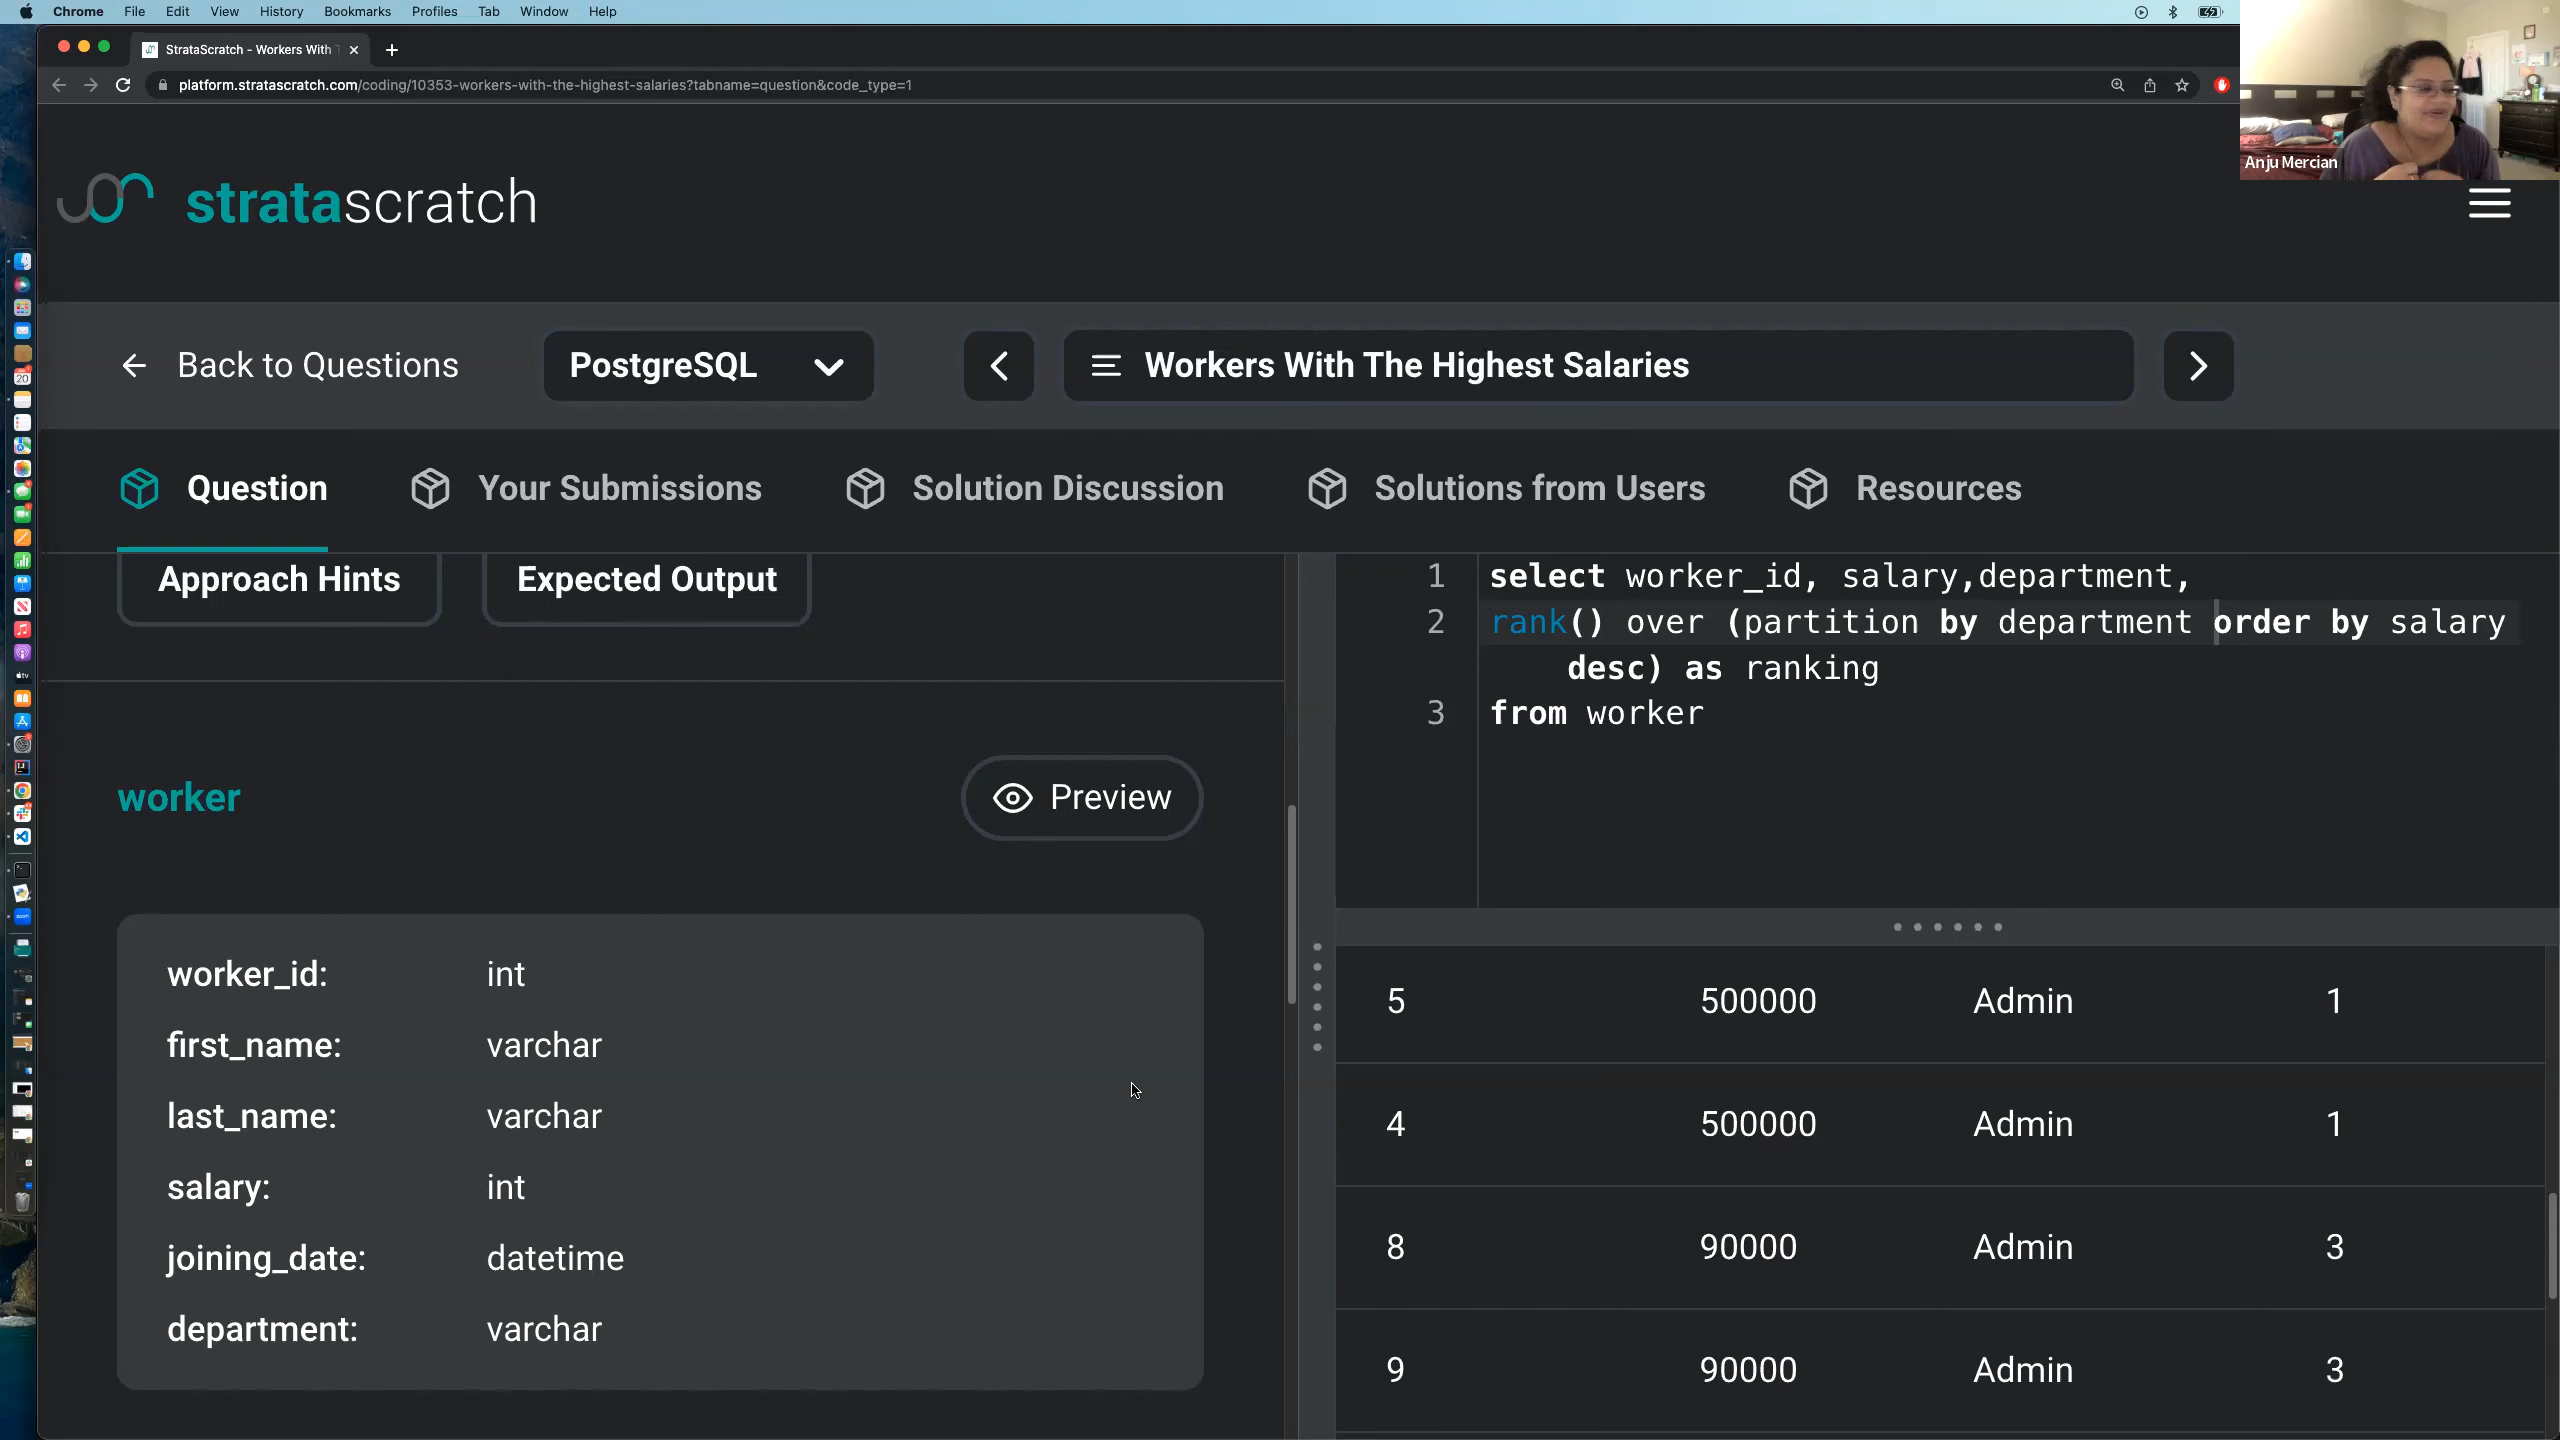 Chrome File Edit View History Bookmarks Profiles Tab Window Help
StrataScratch - Workers With T
platform.stratascratch.com/coding/10353-workers-with-the-highest-salaries?tabname=question&code_type=1
Anju Mercian
stratascratch
Back to Questions
PostgreSQL
Workers With The Highest Salaries
Question
Your Submissions
Solution Discussion
Solutions from Users
Resources
Approach Hints
Expected Output
worker
Preview
worker_id: int
first_name: varchar
last_name: varchar
salary: int
joining_date: datetime
department: varchar
1 select worker_id, salary,department,
2 rank() over (partition by department order by salary
desc) as ranking
3 from worker
5 500000 Admin 1
4 500000 Admin 1
8 90000 Admin 3
9 90000 Admin 3